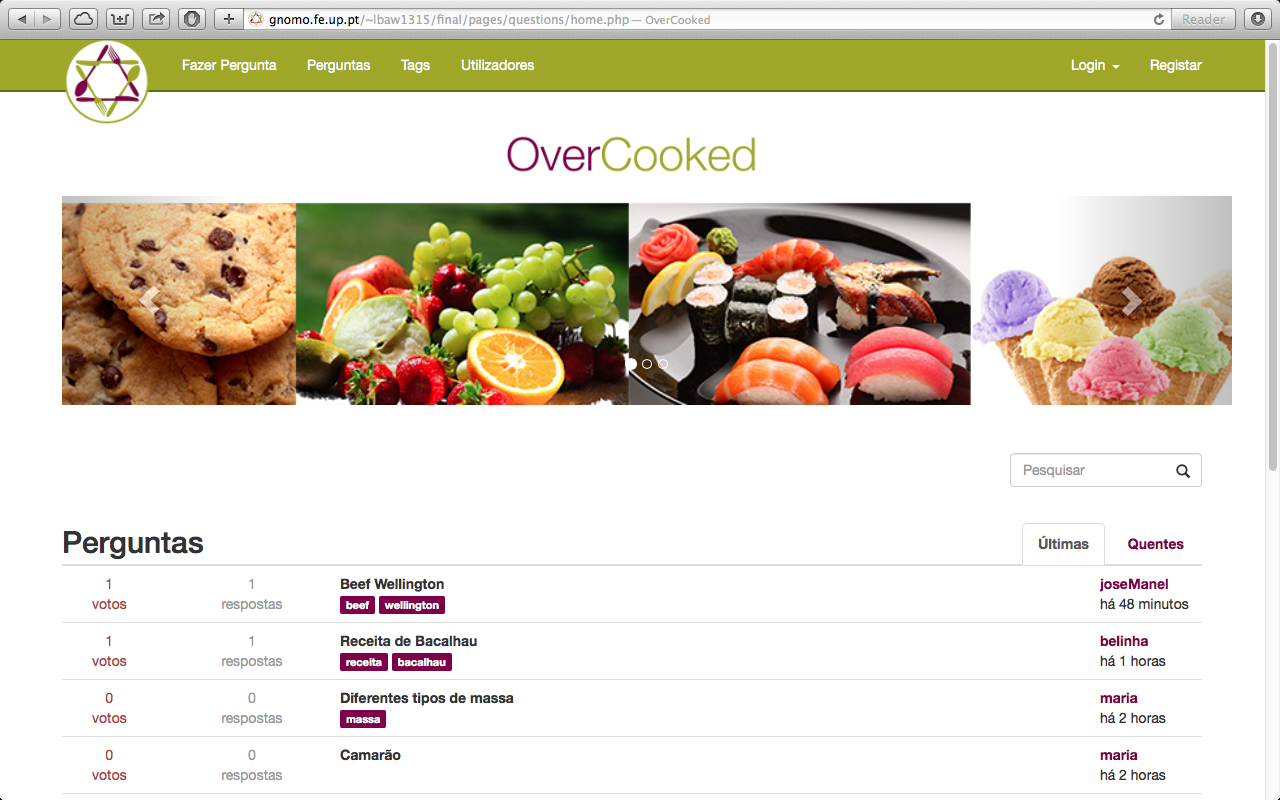 gnomo.fe.up.pt/~lbaw1315/final/pages/questions/home.php — OverCooked
Reader
Fazer Pergunta Perguntas Tags Utilizadores Login Registar
OverCooked
Pesquisar
Perguntas Últimas Quentes
1 1 Beef Wellington joseManel
votos respostas beef wellington há 48 minutos
1 1 Receita de Bacalhau belinha
votos respostas receita bacalhau há 1 horas
0 0 Diferentes tipos de massa maria
votos respostas massa há 2 horas
0 0 Camarão maria
votos respostas há 2 horas